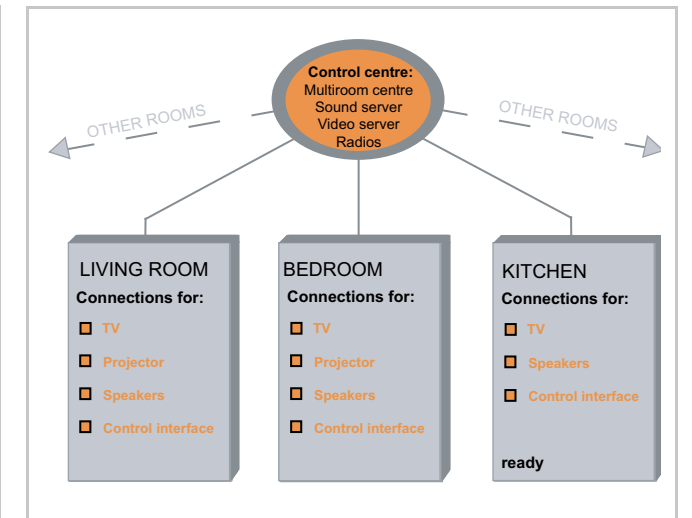 Control centre:
Multiroom centre
Sound server
Video server
Radios
OTHER ROOMS
OTHER ROOMS
LIVING ROOM
Connections for:
TV
Projector
Speakers
Control interface
BEDROOM
Connections for:
TV
Projector
Speakers
Control interface
KITCHEN
Connections for:
TV
Speakers
Control interface
ready